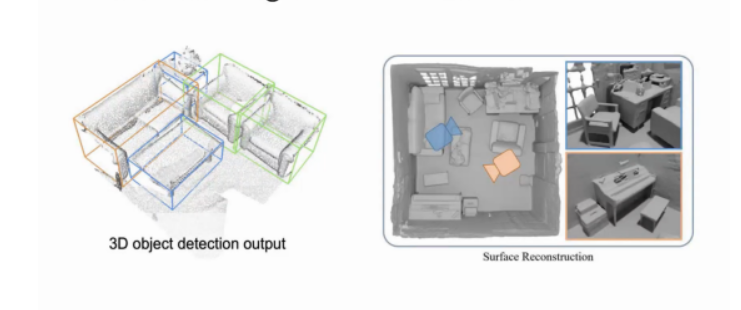 3D object detection output
Surface Reconstruction